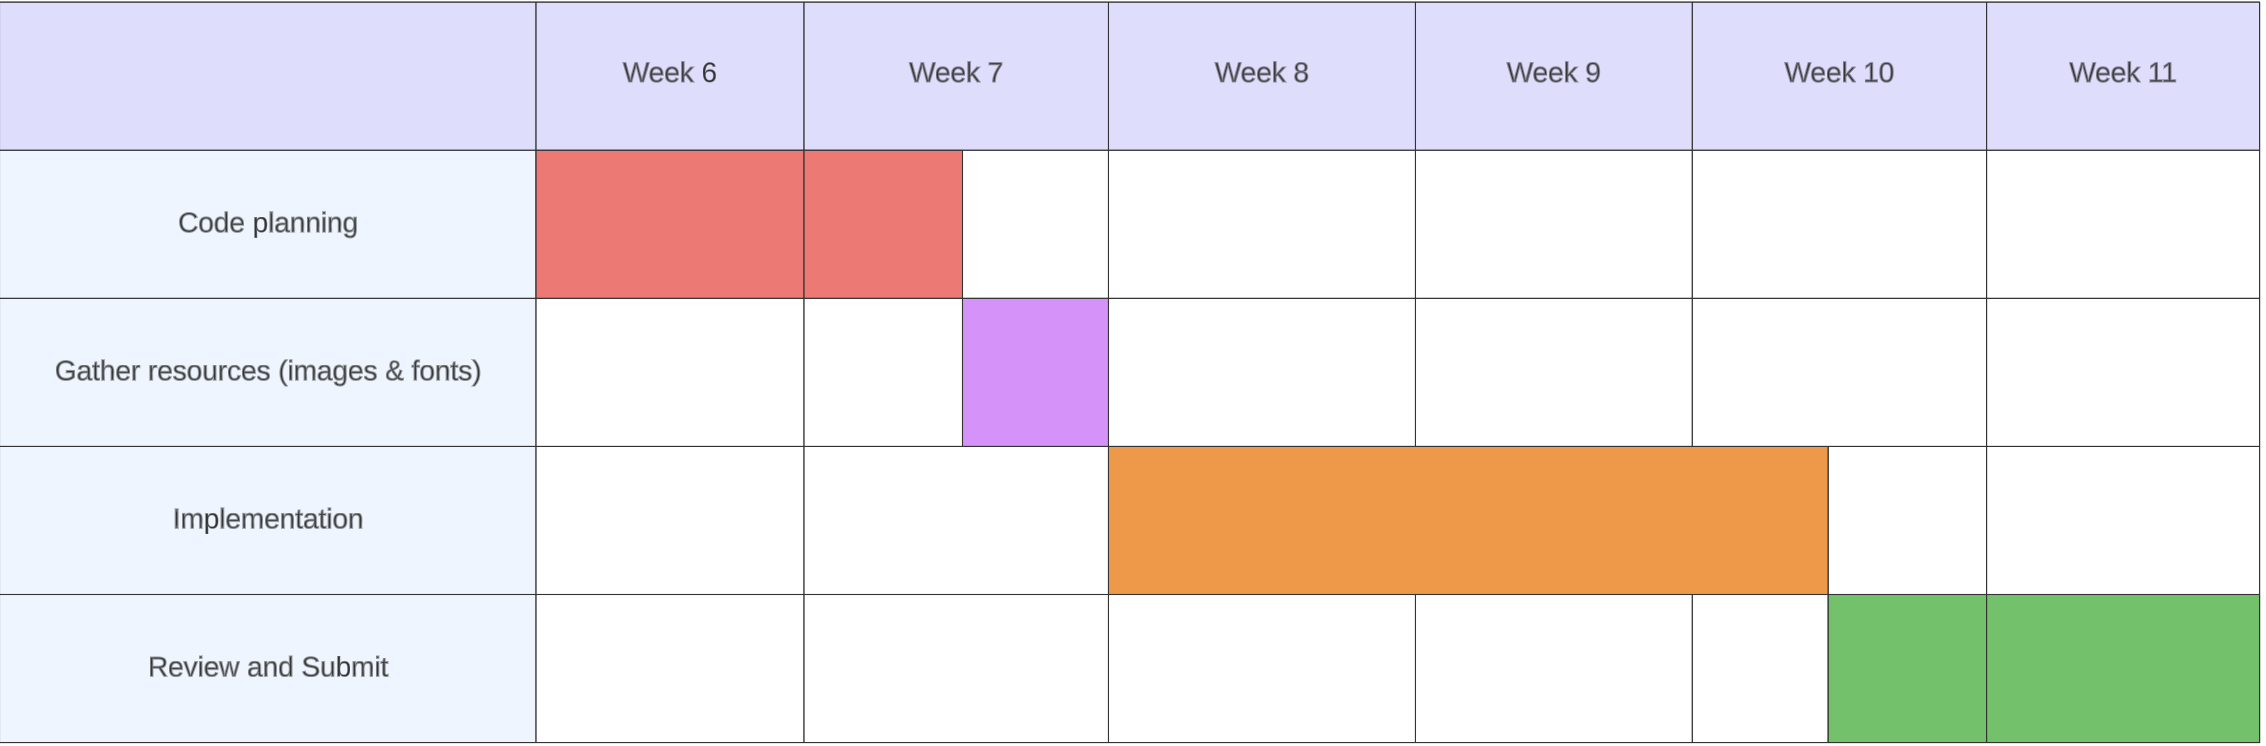 Week 6
Week 7
Week 8
Week 9
Week 10
Week 11
Code planning
Gather resources (images & fonts)
Implementation
Review and Submit